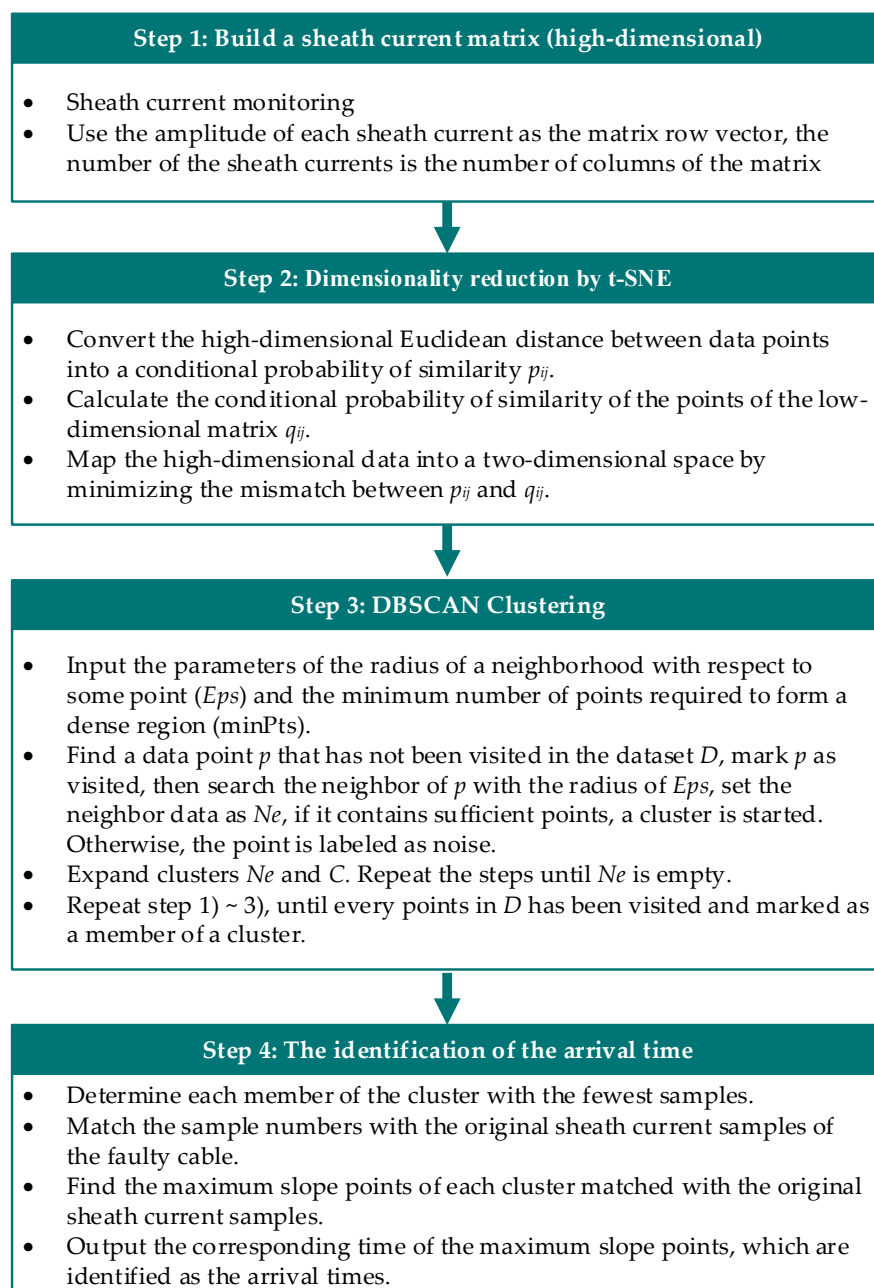 Step 1: Build a sheath current matrix (high-dimensional)
• Sheath current monitoring
• Use the amplitude of each sheath current as the matrix row vector, the
number of the sheath currents is the number of columns of the matrix
Step 2: Dimensionality reduction by t-SNE
• Convert the high-dimensional Euclidean distance between data points
into a conditional probability of similarity pij.
• Calculate the conditional probability of similarity of the points of the low-
dimensional matrix qij.
• Map the high-dimensional data into a two-dimensional space by
minimizing the mismatch between pij and qij.
Step 3: DBSCAN Clustering
• Input the parameters of the radius of a neighborhood with respect to
some point (Eps) and the minimum number of points required to form a
dense region (minPts).
• Find a data point p that has not been visited in the dataset D, mark p as
visited, then search the neighbor of p with the radius of Eps, set the
neighbor data as Ne, if it contains sufficient points, a cluster is started.
Otherwise, the point is labeled as noise.
• Expand clusters Ne and C. Repeat the steps until Ne is empty.
• Repeat step 1) ~ 3), until every points in D has been visited and marked as
a member of a cluster.
Step 4: The identification of the arrival time
• Determine each member of the cluster with the fewest samples.
• Match the sample numbers with the original sheath current samples of
the faulty cable.
• Find the maximum slope points of each cluster matched with the original
sheath current samples.
• Output the corresponding time of the maximum slope points, which are
identified as the arrival times.